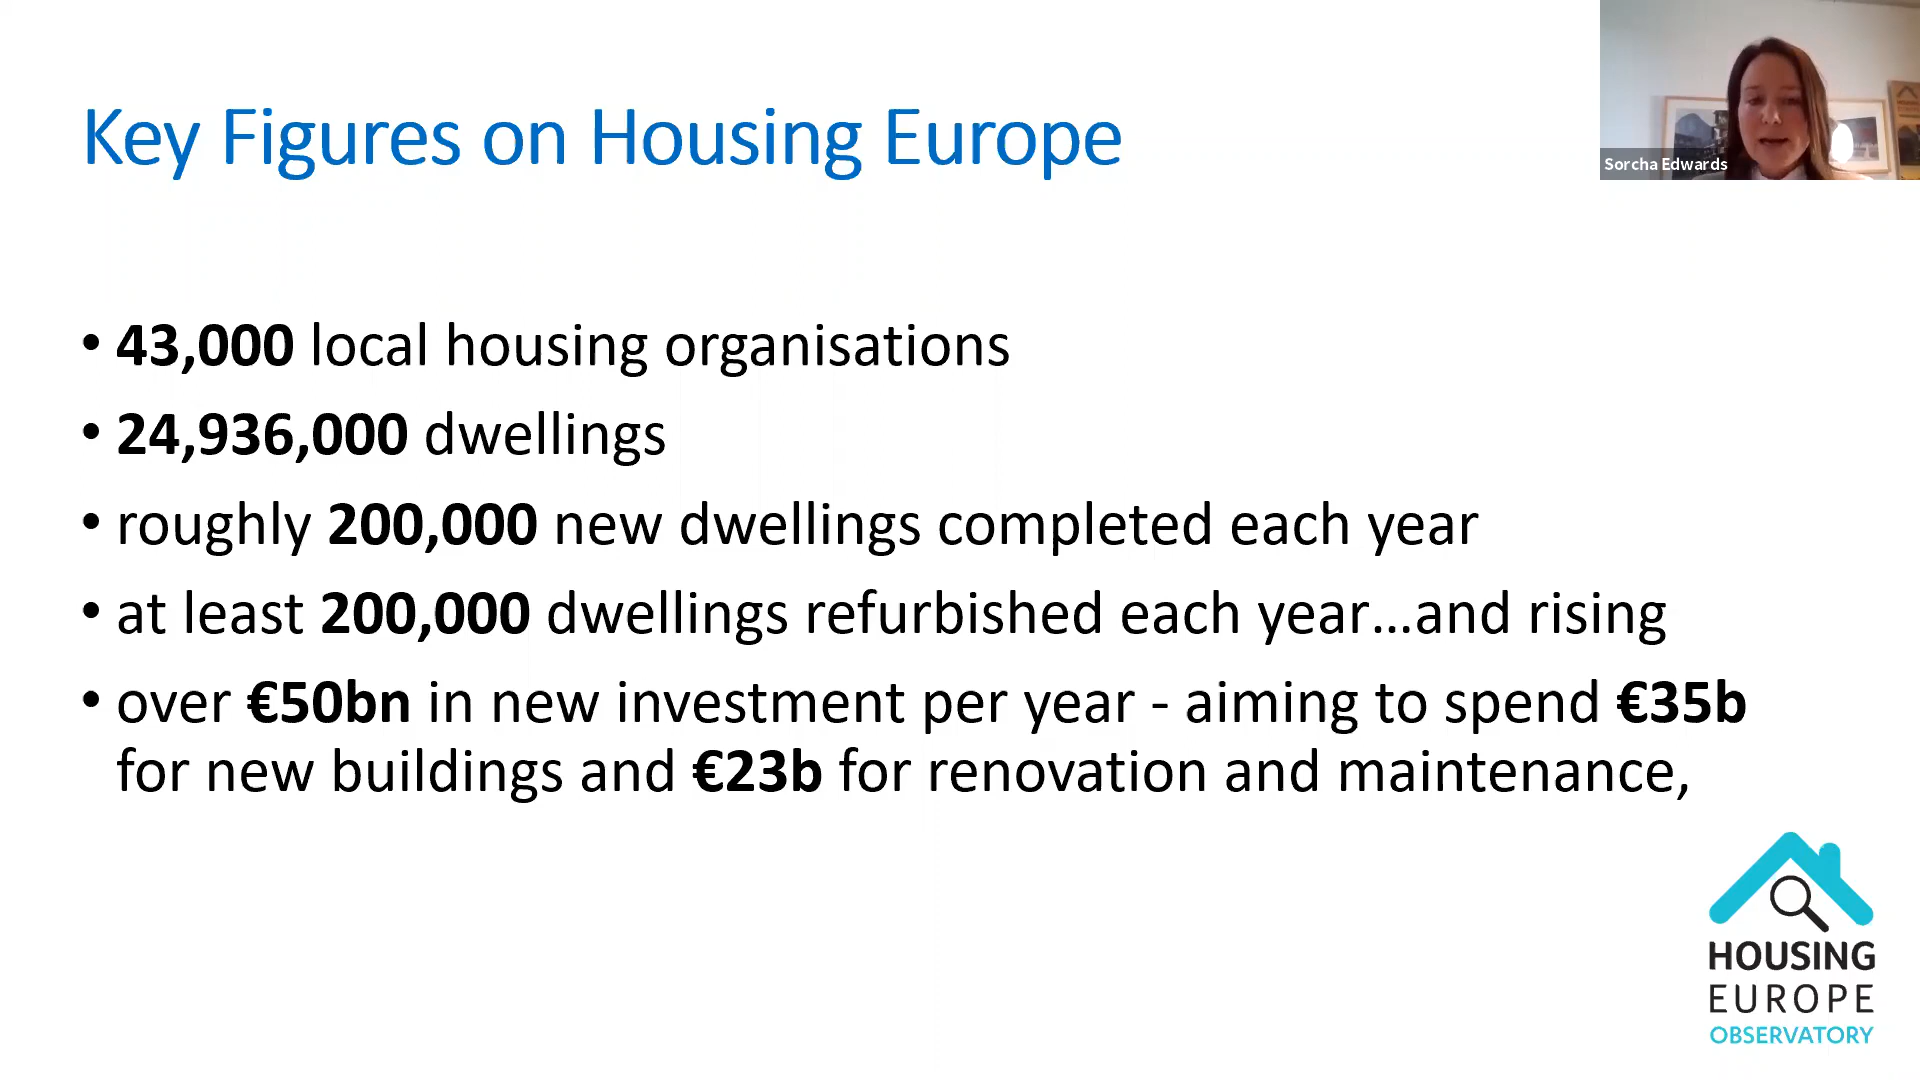 Key Figures on Housing Europe
Sorcha Edwards
• 43,000 local housing organisations
• 24,936,000 dwellings
• roughly 200,000 new dwellings completed each year
• at least 200,000 dwellings refurbished each year…and rising
• over €50bn in new investment per year - aiming to spend €35b
for new buildings and €23b for renovation and maintenance,
HOUSING
EUROPE
OBSERVATORY